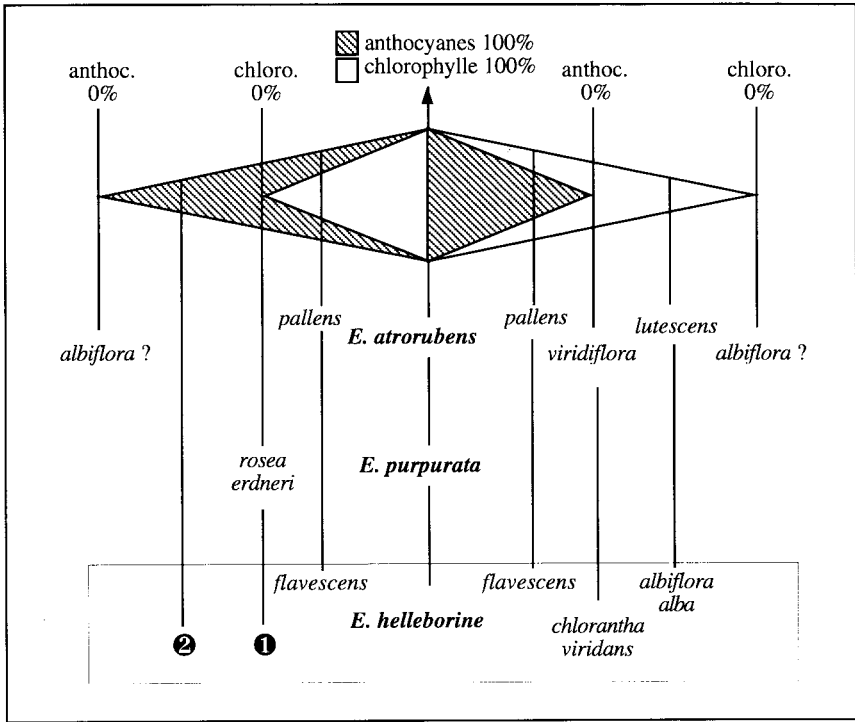 anthocyanes 100%
chlorophylle 100%
anthoc.
0%
chloro.
0%
anthoc.
0%
chloro.
0%
pallens
pallens
lutescens
E. atrorubens
albiflora ?
viridiflora
albiflora ?
rosea
erdneri
E. purpurata
flavescens
flavescens
albiflora
alba
E. helleborine
chlorantha
viridans
❷
❶